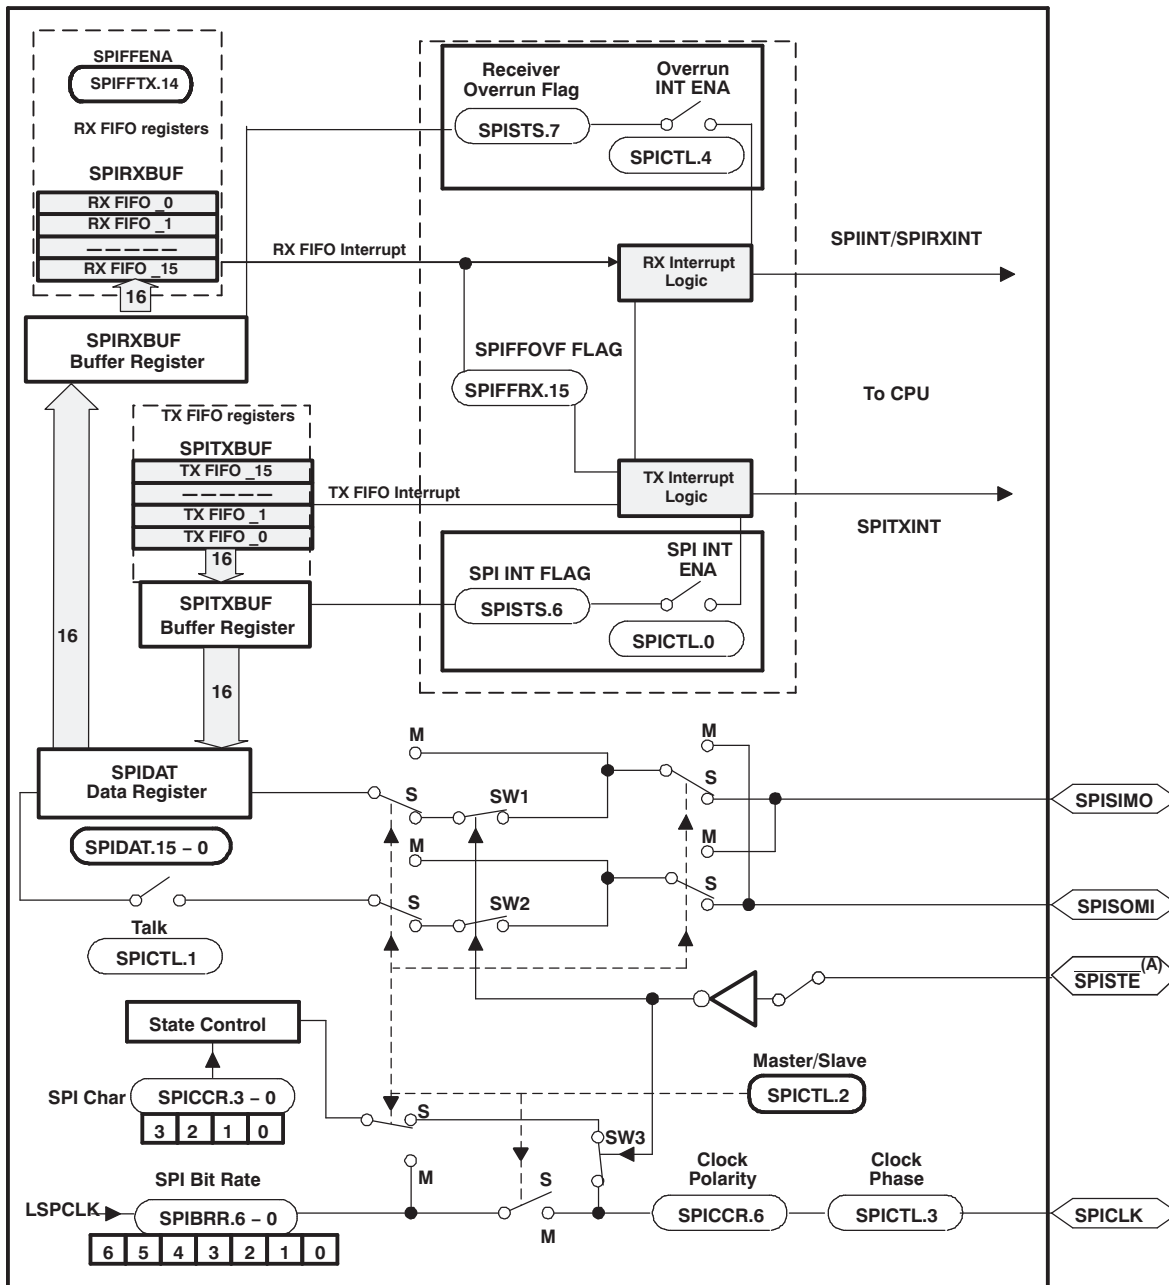 SPIFFENA
SPIFFTX.14
RX FIFO registers
SPIRXBUF
RX FIFO _0
RX FIFO _1
– – – – –
RX FIFO _15
16
SPIRXBUF
Buffer Register
Receiver
Overrun Flag
SPISTS.7
Overrun
INT ENA
SPICTL.4
RX FIFO Interrupt
RX Interrupt
Logic
SPIINT/SPIRXINT
SPIFFOVF FLAG
SPIFFRX.15
To CPU
TX FIFO registers
SPITXBUF
TX FIFO _15
– – – – –
TX FIFO _1
TX FIFO _0
16
TX FIFO Interrupt
TX Interrupt
Logic
SPITXINT
SPITXBUF
Buffer Register
SPI INT FLAG
SPISTS.6
SPI INT
ENA
SPICTL.0
16
16
SPIDAT
Data Register
SPIDAT.15 – 0
M
S
SW1
M
S
SPISIMO
M
S
SW2
M
S
SPISOMI
Talk
SPICTL.1
SPISTE (A)
State Control
Master/Slave
SPICTL.2
SPI Char
SPICCR.3 – 0
3 2 1 0
S
M
SW3
SPI Bit Rate
LSPCLK
SPIBRR.6 – 0
6 5 4 3 2 1 0
S
M
Clock
Polarity
SPICCR.6
Clock
Phase
SPICTL.3
SPICLK